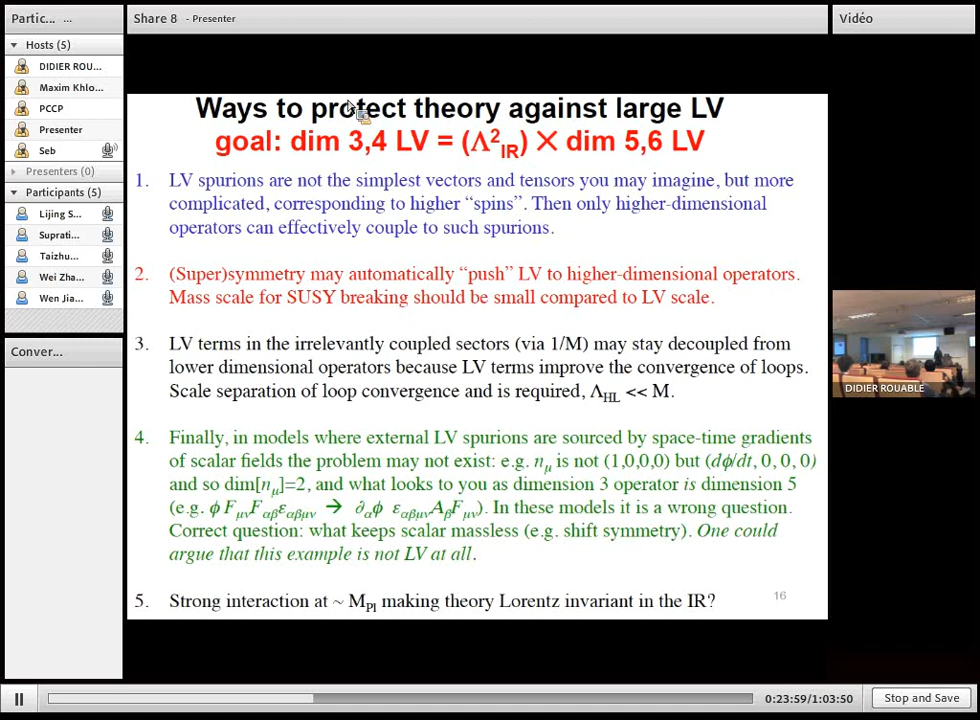 Partic... ...
Share 8 - Presenter
Vidéo
Hosts (5)
DIDIER ROU...
Maxim Khlo...
PCCP
Presenter
Seb
Presenters (0)
Participants (5)
Lijing S...
Suprati...
Taizhu...
Wei Zha...
Wen Jia...
Conver...
Ways to protect theory against large LV
goal: dim 3,4 LV = (Λ²_IR) × dim 5,6 LV
1. LV spurions are not the simplest vectors and tensors you may imagine, but more
complicated, corresponding to higher “spins”. Then only higher-dimensional
operators can effectively couple to such spurions.
2. (Super)symmetry may automatically “push” LV to higher-dimensional operators.
Mass scale for SUSY breaking should be small compared to LV scale.
3. LV terms in the irrelevantly coupled sectors (via 1/M) may stay decoupled from
lower dimensional operators because LV terms improve the convergence of loops.
Scale separation of loop convergence and is required, Λ_HL << M.
4. Finally, in models where external LV spurions are sourced by space-time gradients
of scalar fields the problem may not exist: e.g. n_μ is not (1,0,0,0) but (dϕ/dt, 0, 0, 0)
and so dim[n_μ]=2, and what looks to you as dimension 3 operator is dimension 5
(e.g. ϕ F_μν F_αβ ε_αβμν → ∂_αϕ ε_αβμν A_β F_μν). In these models it is a wrong question.
Correct question: what keeps scalar massless (e.g. shift symmetry). One could
argue that this example is not LV at all.
5. Strong interaction at ~ M_Pl making theory Lorentz invariant in the IR?
16
DIDIER ROUABLE
0:23:59/1:03:50
Stop and Save